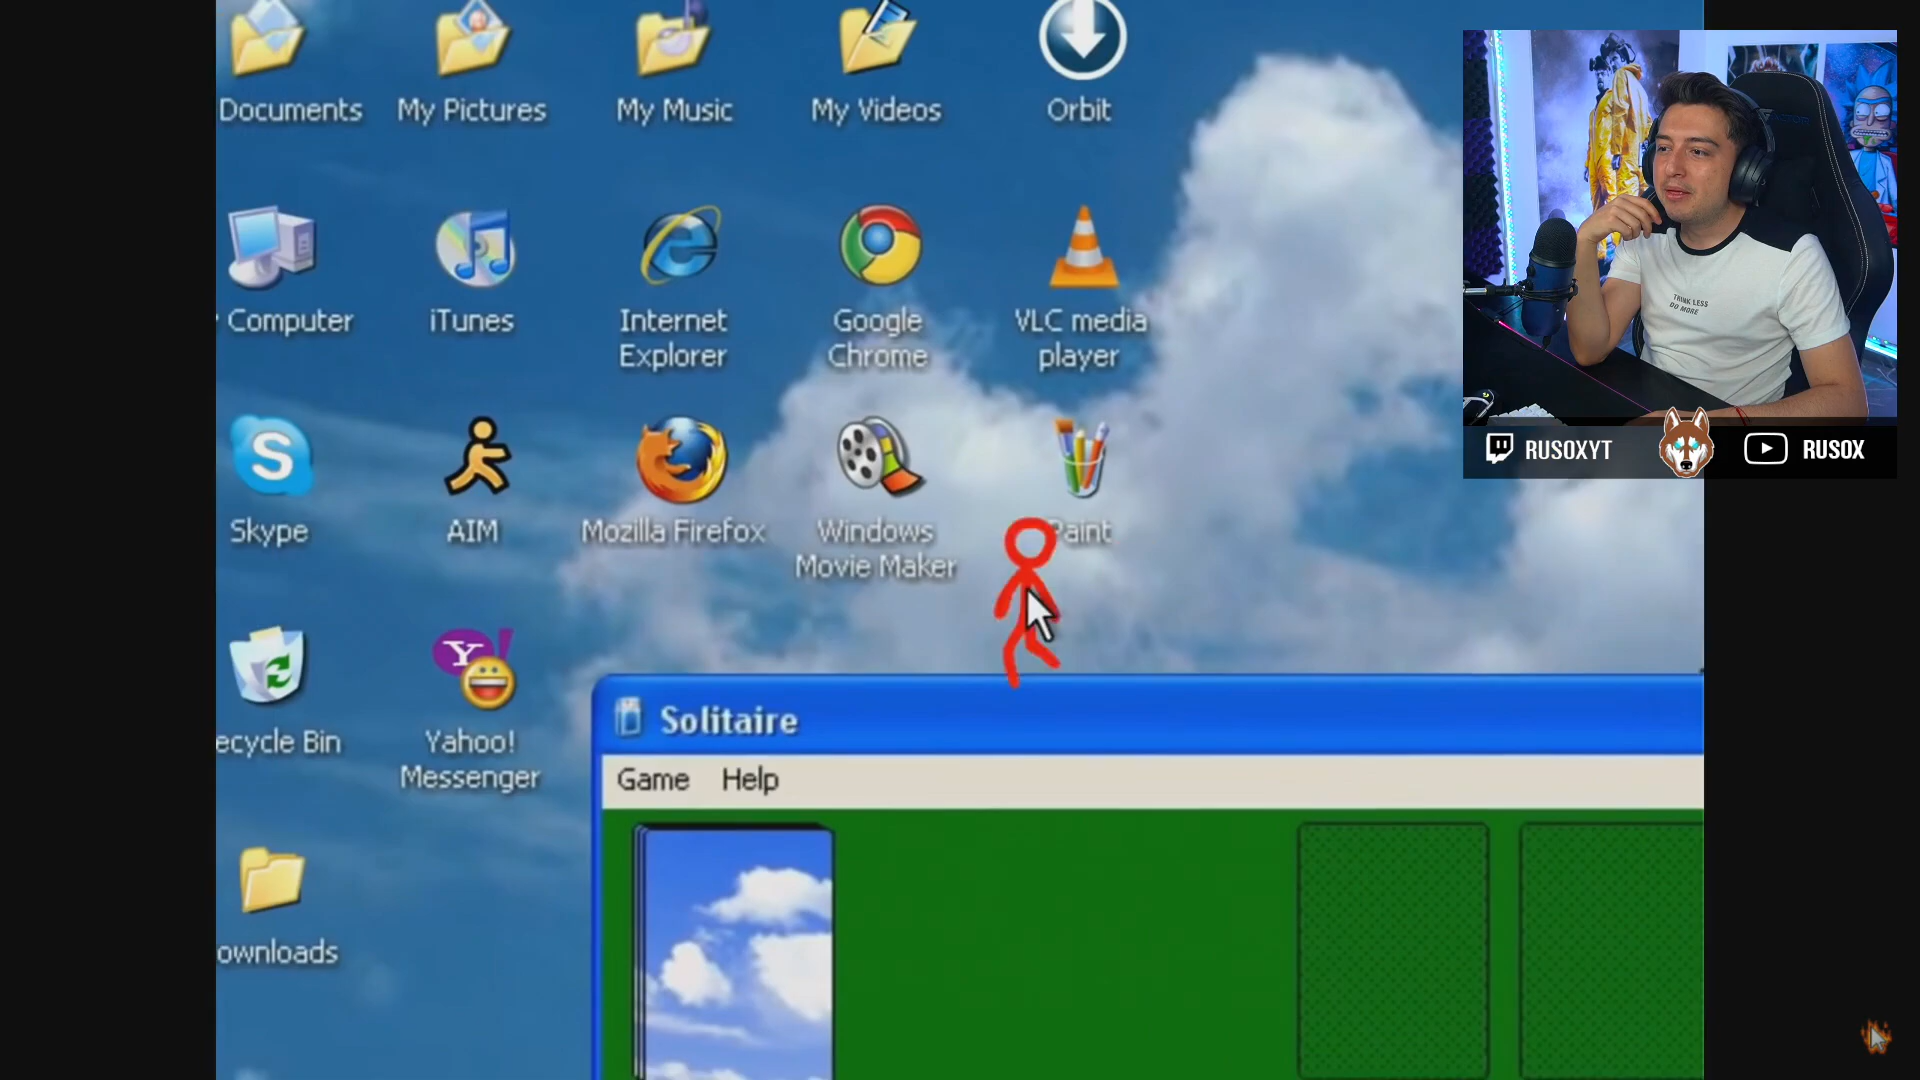 Documents
My Pictures
My Music
My Videos
Orbit
Computer
iTunes
Internet
Explorer
Google
Chrome
VLC media
player
THINK LESS
DO MORE
RUSOXYT
RUSOX
Skype
AIM
Mozilla Firefox
Windows
Movie Maker
Paint
ecycle Bin
Yahoo!
Messenger
Solitaire
Game Help
ownloads